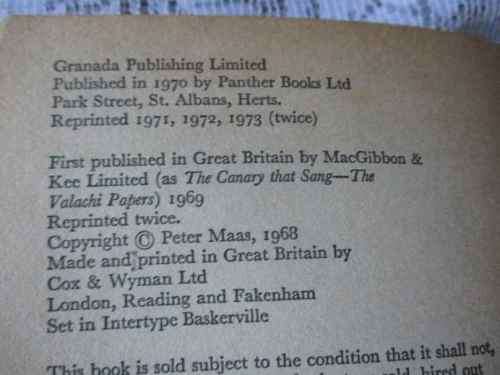 Granada Publishing Limited
Published in 1970 by Panther Books Ltd
Park Street, St. Albans, Herts.
Reprinted 1971, 1972, 1973 (twice)
First published in Great Britain by MacGibbon &
Kee Limited (as The Canary that Sang—The
Valachi Papers) 1969
Reprinted twice.
Copyright © Peter Maas, 1968
Made and printed in Great Britain by
Cox & Wyman Ltd
London, Reading and Fakenham
Set in Intertype Baskerville
This book is sold subject to the condition that it shall not,
sold, hired out